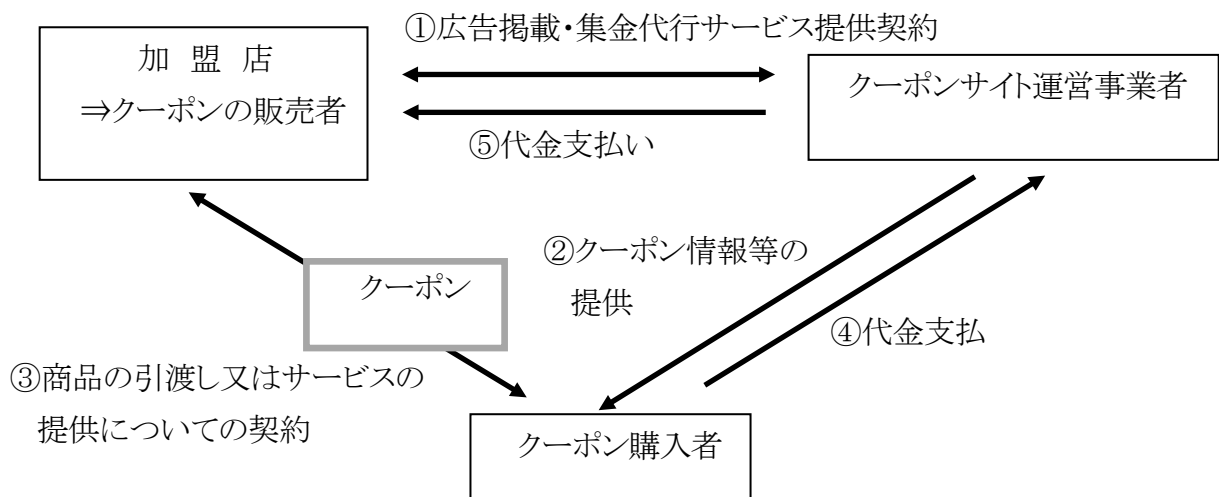 ①広告掲載・集金代行サービス提供契約
加 盟 店
⇒クーポンの販売者
クーポンサイト運営事業者
⑤代金支払い
②クーポン情報等の
提供
クーポン
④代金支払
③商品の引渡し又はサービスの
提供についての契約
クーポン購入者